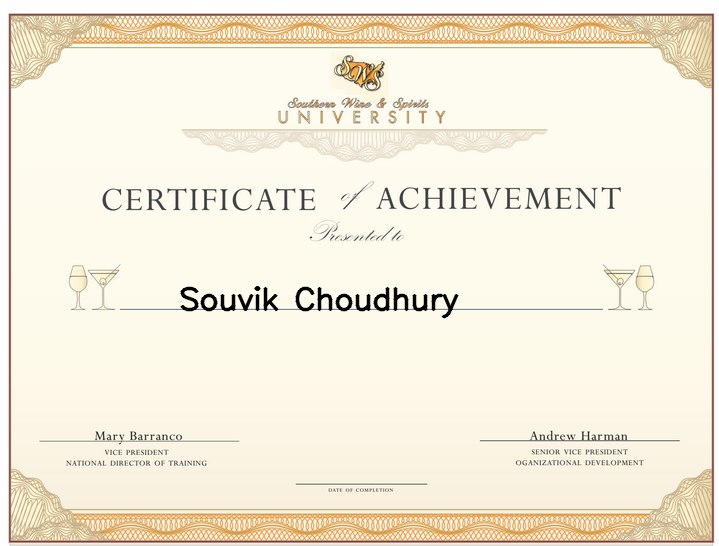 SWS
Southern Wine & Spirits
UNIVERSITY
CERTIFICATE of ACHIEVEMENT
Presented to
Souvik Choudhury
Mary Barranco
VICE PRESIDENT
NATIONAL DIRECTOR OF TRAINING
Andrew Harman
SENIOR VICE PRESIDENT
OGANIZATIONAL DEVELOPMENT
DATE OF COMPLETION